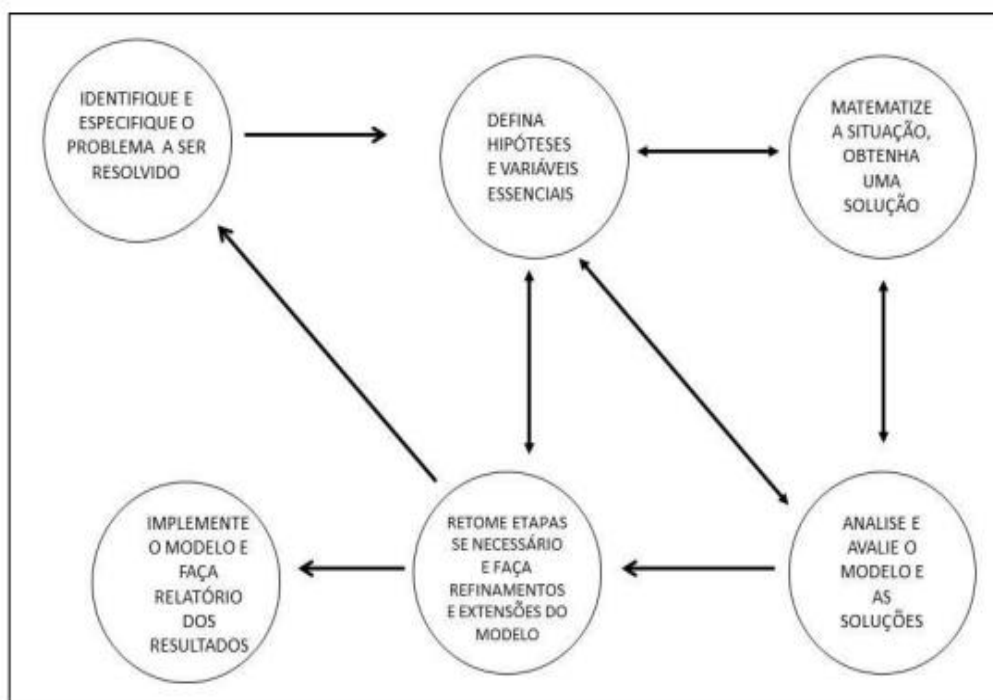 IDENTIFIQUE E
ESPECIFIQUE O
PROBLEMA A SER
RESOLVIDO
DEFINA
HIPÓTESES
E VARIÁVEIS
ESSENCIAIS
MATEMATIZE
A SITUAÇÃO,
OBTENHA
UMA
SOLUÇÃO
IMPLEMENTE
O MODELO E
FAÇA
RELATÓRIO
DOS
RESULTADOS
RETOME ETAPAS
SE NECESSÁRIO
E FAÇA
REFINAMENTOS
E EXTENSÕES DO
MODELO
ANALISE E
AVALIE O
MODELO E
AS
SOLUÇÕES